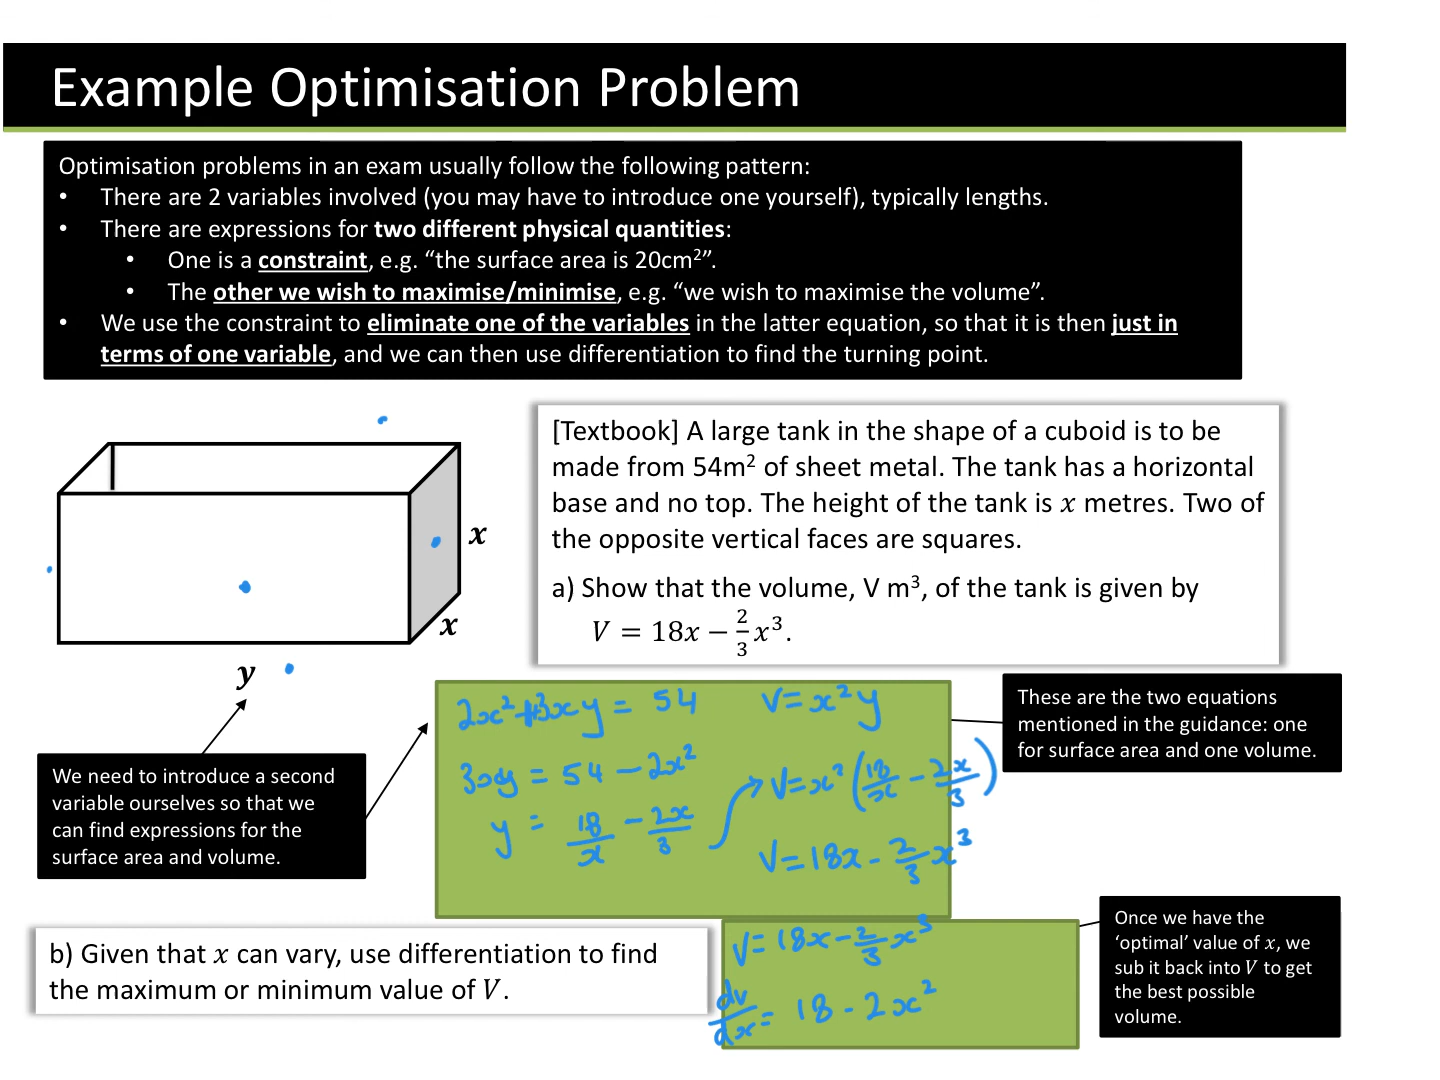 Example Optimisation Problem
Optimisation problems in an exam usually follow the following pattern:
• There are 2 variables involved (you may have to introduce one yourself), typically lengths.
• There are expressions for two different physical quantities:
• One is a constraint, e.g. “the surface area is 20cm²”.
• The other we wish to maximise/minimise, e.g. “we wish to maximise the volume”.
• We use the constraint to eliminate one of the variables in the latter equation, so that it is then just in
terms of one variable, and we can then use differentiation to find the turning point.
x
x
y
[Textbook] A large tank in the shape of a cuboid is to be
made from 54m² of sheet metal. The tank has a horizontal
base and no top. The height of the tank is x metres. Two of
the opposite vertical faces are squares.
a) Show that the volume, V m³, of the tank is given by
V = 18x − 2/3 x³.
We need to introduce a second
variable ourselves so that we
can find expressions for the
surface area and volume.
2x² + 3xy = 54
3xy = 54 − 2x²
y = 18/x − 2x/3
V = x²y
V = x² (18/x − 2x/3)
V = 18x − 2/3 x³
These are the two equations
mentioned in the guidance: one
for surface area and one volume.
b) Given that x can vary, use differentiation to find
the maximum or minimum value of V.
V = 18x − 2/3 x³
dv/dx = 18 − 2x²
Once we have the
‘optimal’ value of x, we
sub it back into V to get
the best possible
volume.